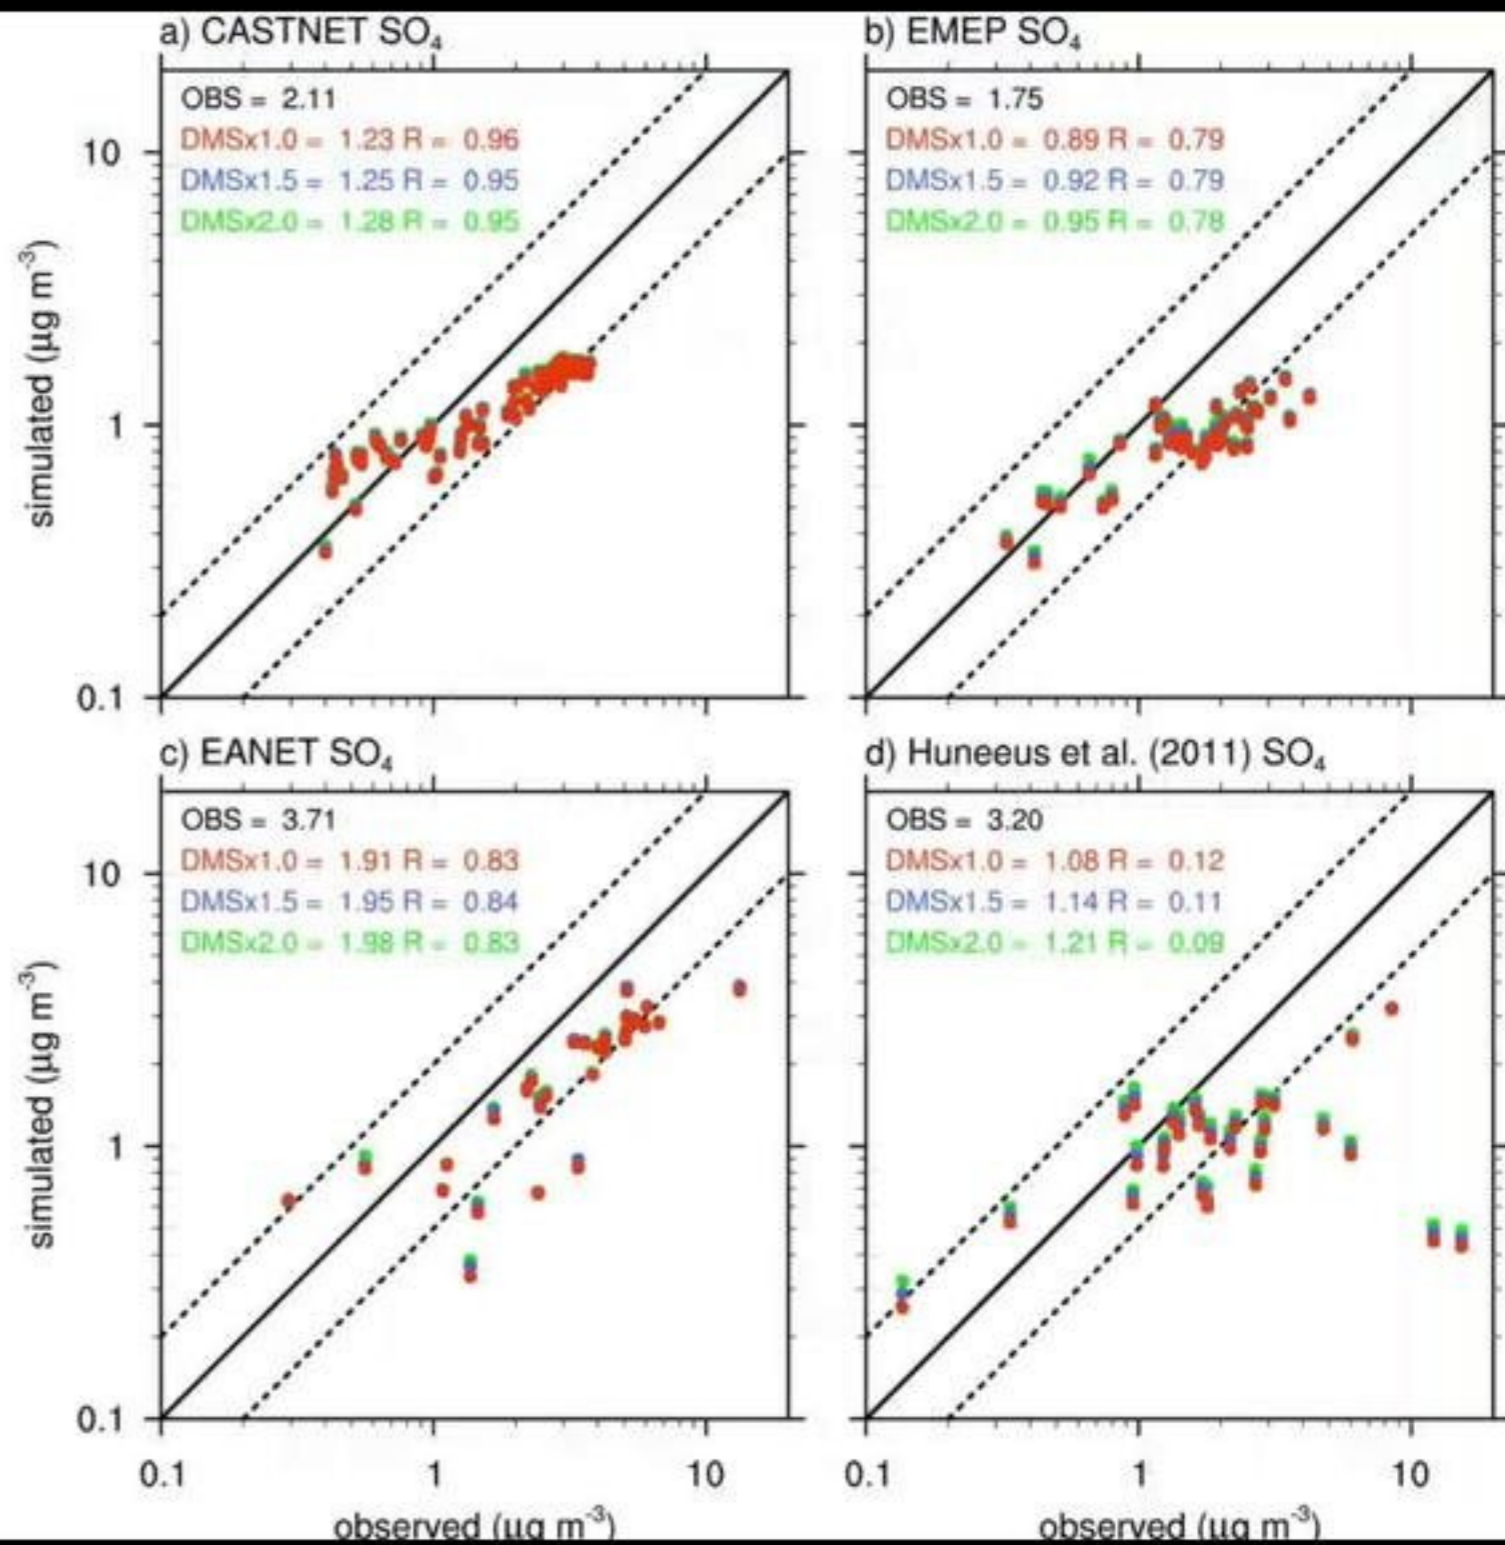 a) CASTNET SO₄
OBS = 2.11
DMSx1.0 = 1.23 R = 0.96
DMSx1.5 = 1.25 R = 0.95
DMSx2.0 = 1.28 R = 0.95
10
1
0.1
simulated (µg m⁻³)
b) EMEP SO₄
OBS = 1.75
DMSx1.0 = 0.89 R = 0.79
DMSx1.5 = 0.92 R = 0.79
DMSx2.0 = 0.95 R = 0.78
c) EANET SO₄
OBS = 3.71
DMSx1.0 = 1.91 R = 0.83
DMSx1.5 = 1.95 R = 0.84
DMSx2.0 = 1.98 R = 0.83
10
1
0.1
simulated (µg m⁻³)
0.1 1 10
observed (µg m⁻³)
d) Huneeus et al. (2011) SO₄
OBS = 3.20
DMSx1.0 = 1.08 R = 0.12
DMSx1.5 = 1.14 R = 0.11
DMSx2.0 = 1.21 R = 0.09
0.1 1 10
observed (µg m⁻³)